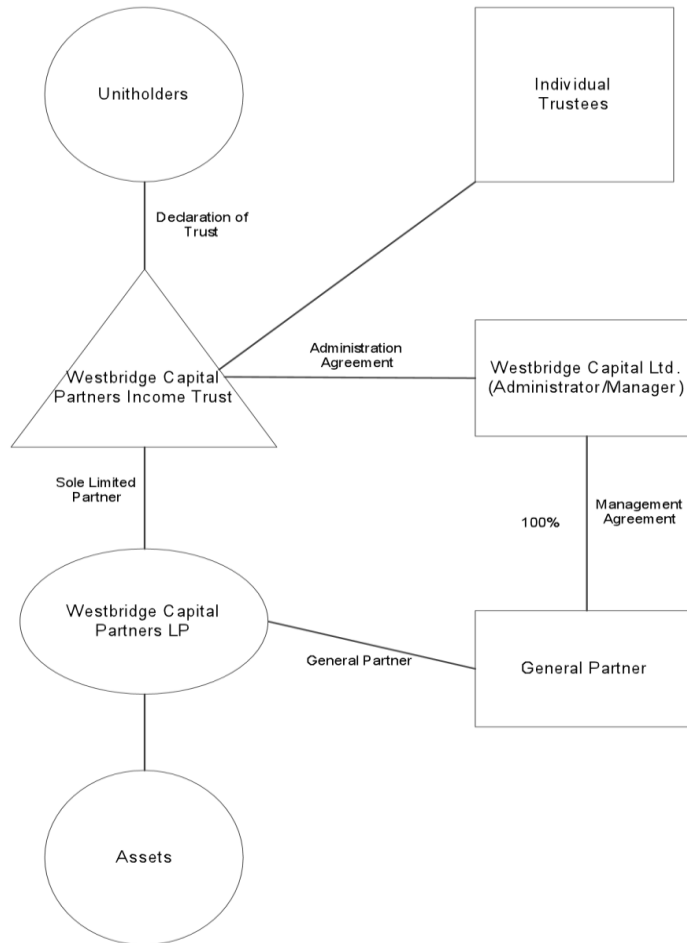 Unitholders
Individual
Trustees
Declaration of
Trust
Administration
Agreement
Westbridge Capital
Partners Income Trust
Westbridge Capital Ltd.
(Administrator/Manager)
Sole Limited
Partner
100%
Management
Agreement
Westbridge Capital
Partners LP
General Partner
General Partner
Assets